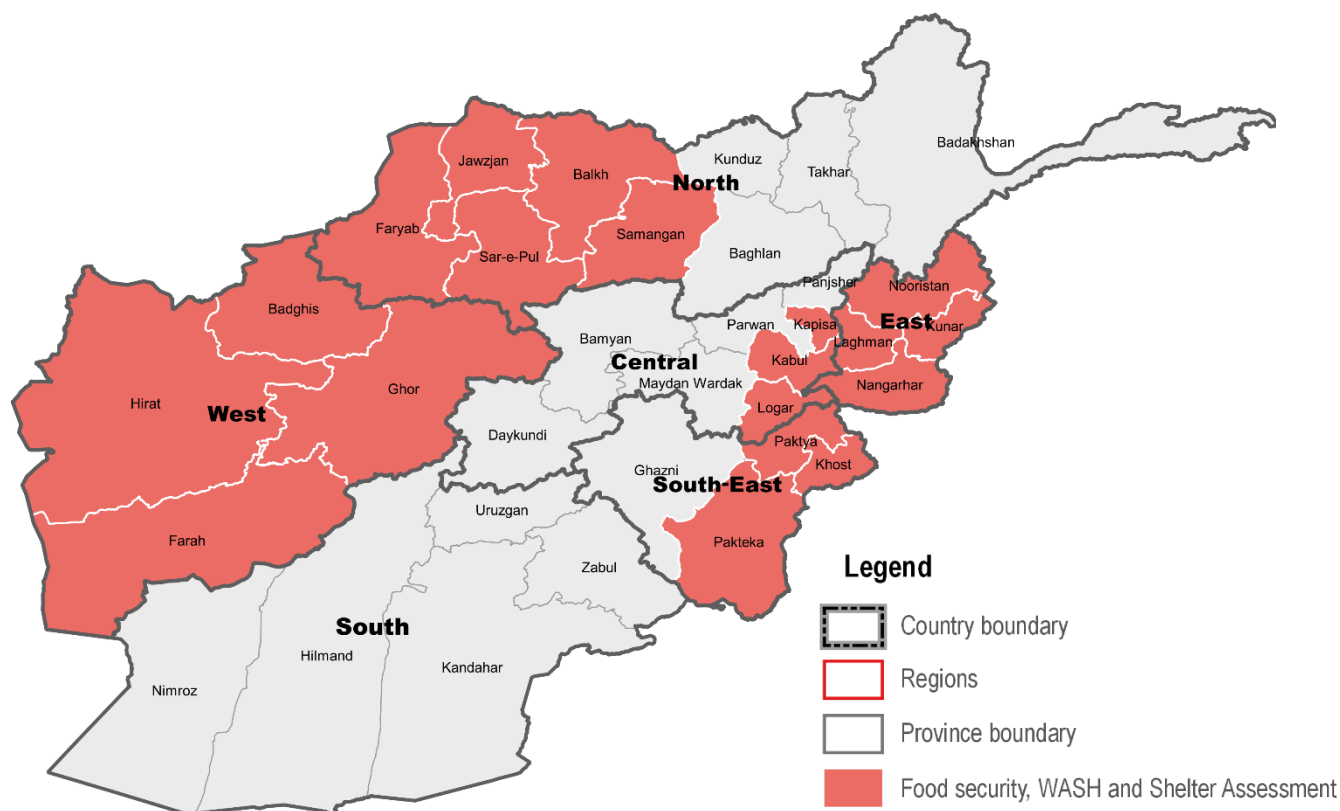 Badakhshan
Kunduz
Takhar
Jawzjan
Balkh
North
Faryab
Samangan
Sar-e-Pul
Baghlan
Panjsher
Nooristan
Badghis
East
Kunar
Parwan
Kapisa
Bamyan
Laghman
Central
Kabul
Maydan Wardak
Nangarhar
Ghor
Hirat
West
Logar
Daykundi
Paktya
Ghazni
Khost
South-East
Uruzgan
Farah
Pakteka
Zabul
South
Hilmand
Kandahar
Nimroz
Legend
Country boundary
Regions
Province boundary
Food security, WASH and Shelter Assessment